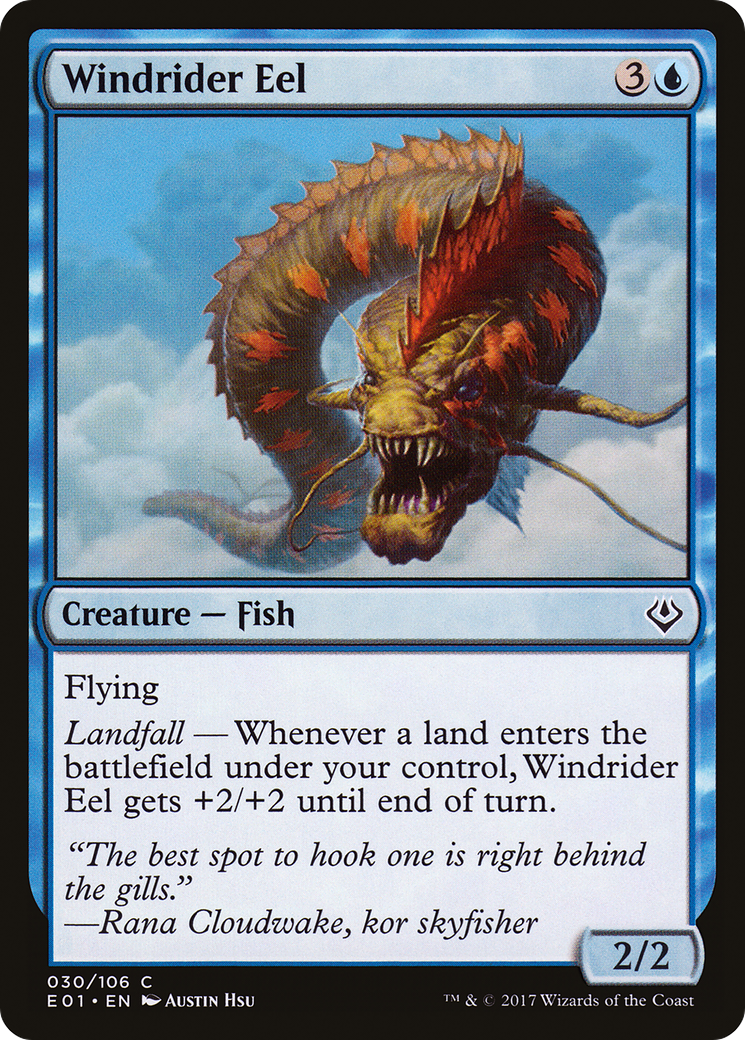 Windrider Eel 3
Creature — Fish
Flying
Landfall — Whenever a land enters the
battlefield under your control, Windrider
Eel gets +2/+2 until end of turn.
“The best spot to hook one is right behind
the gills.”
—Rana Cloudwake, kor skyfisher
2/2
030/106 C
E01 • EN Austin Hsu
™ & © 2017 Wizards of the Coast